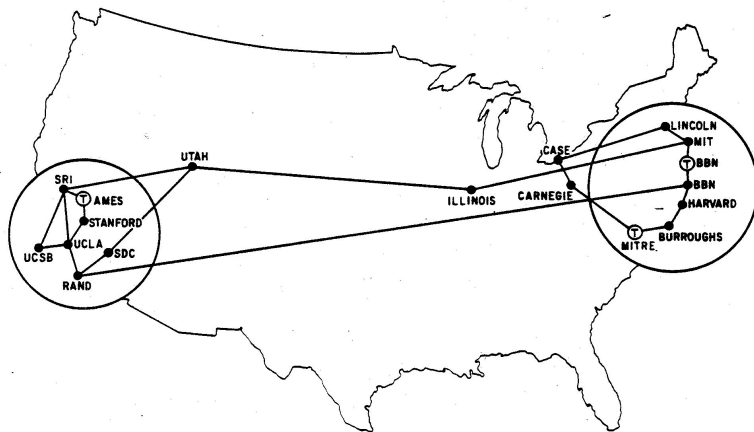 LINCOLN
MIT
CASE
T BBN
UTAH
SRI
BBN
CARNEGIE
ILLINOIS
T AMES
HARVARD
STANFORD
BURROUGHS
T
MITRE
UCLA
SDC
UCSB
RAND